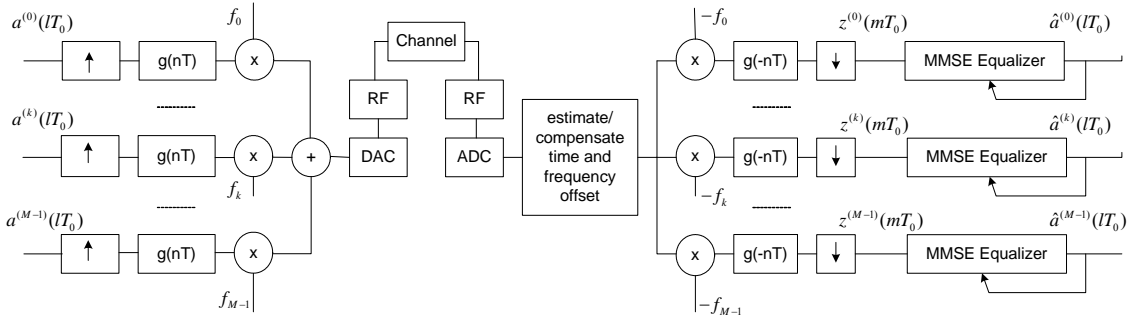 a^(0)(lT_0)
g(nT)
f_0
x
a^(k)(lT_0)
g(nT)
x
f_k
a^(M-1)(lT_0)
g(nT)
x
f_M-1
+
DAC
RF
Channel
RF
ADC
estimate/
compensate
time and
frequency
offset
-f_0
x
g(-nT)
z^(0)(mT_0)
MMSE Equalizer
â^(0)(lT_0)
x
-f_k
g(-nT)
z^(k)(mT_0)
MMSE Equalizer
â^(k)(lT_0)
x
-f_M-1
g(-nT)
z^(M-1)(mT_0)
MMSE Equalizer
â^(M-1)(lT_0)